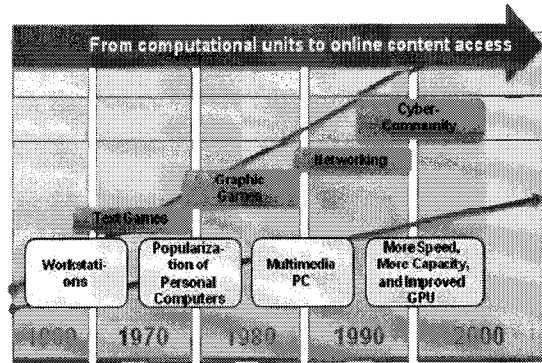 From computational units to online content access
Cyber-
Community
Networking
Graphic
Games
Text Games
Workstati-
ons
Populariza-
tion of
Personal
Computers
Multimedia
PC
More Speed,
More Capacity,
and Improved
GPU
1970 1980 1990 2000